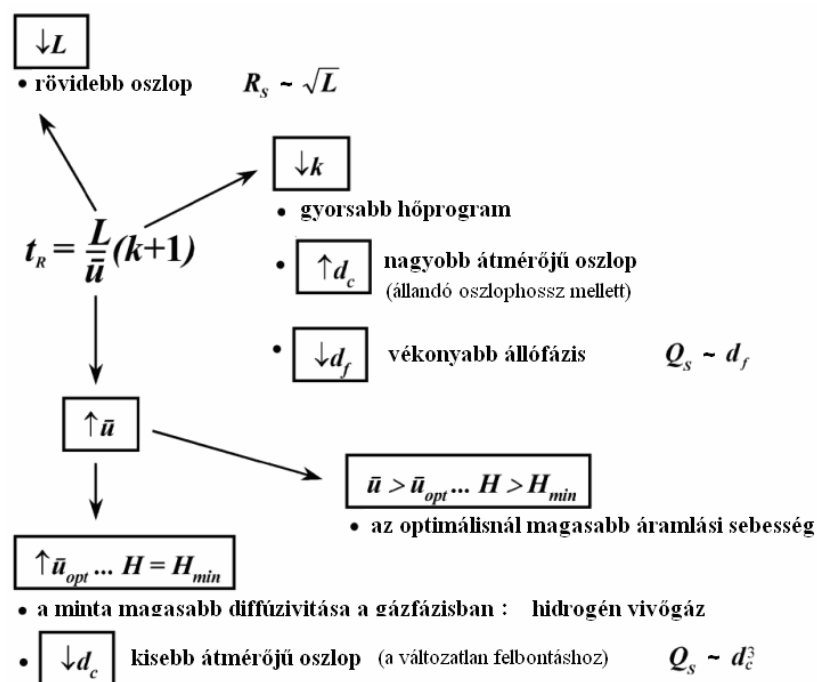 ↓L
• rövidebb oszlop R_s ~ √L
↓k
• gyorsabb hőprogram
t_R = L/ū (k+1)
• ↑d_c nagyobb átmérőjű oszlop
(állandó oszlophossz mellett)
• ↓d_f vékonyabb állófázis Q_s ~ d_f
↑ū
ū > ū_opt ... H > H_min
• az optimálisnál magasabb áramlási sebesség
↑ū_opt ... H = H_min
• a minta magasabb diffúzivitása a gázfázisban : hidrogén vivőgáz
• ↓d_c kisebb átmérőjű oszlop (a változatlan felbontáshoz) Q_s ~ d_c^3